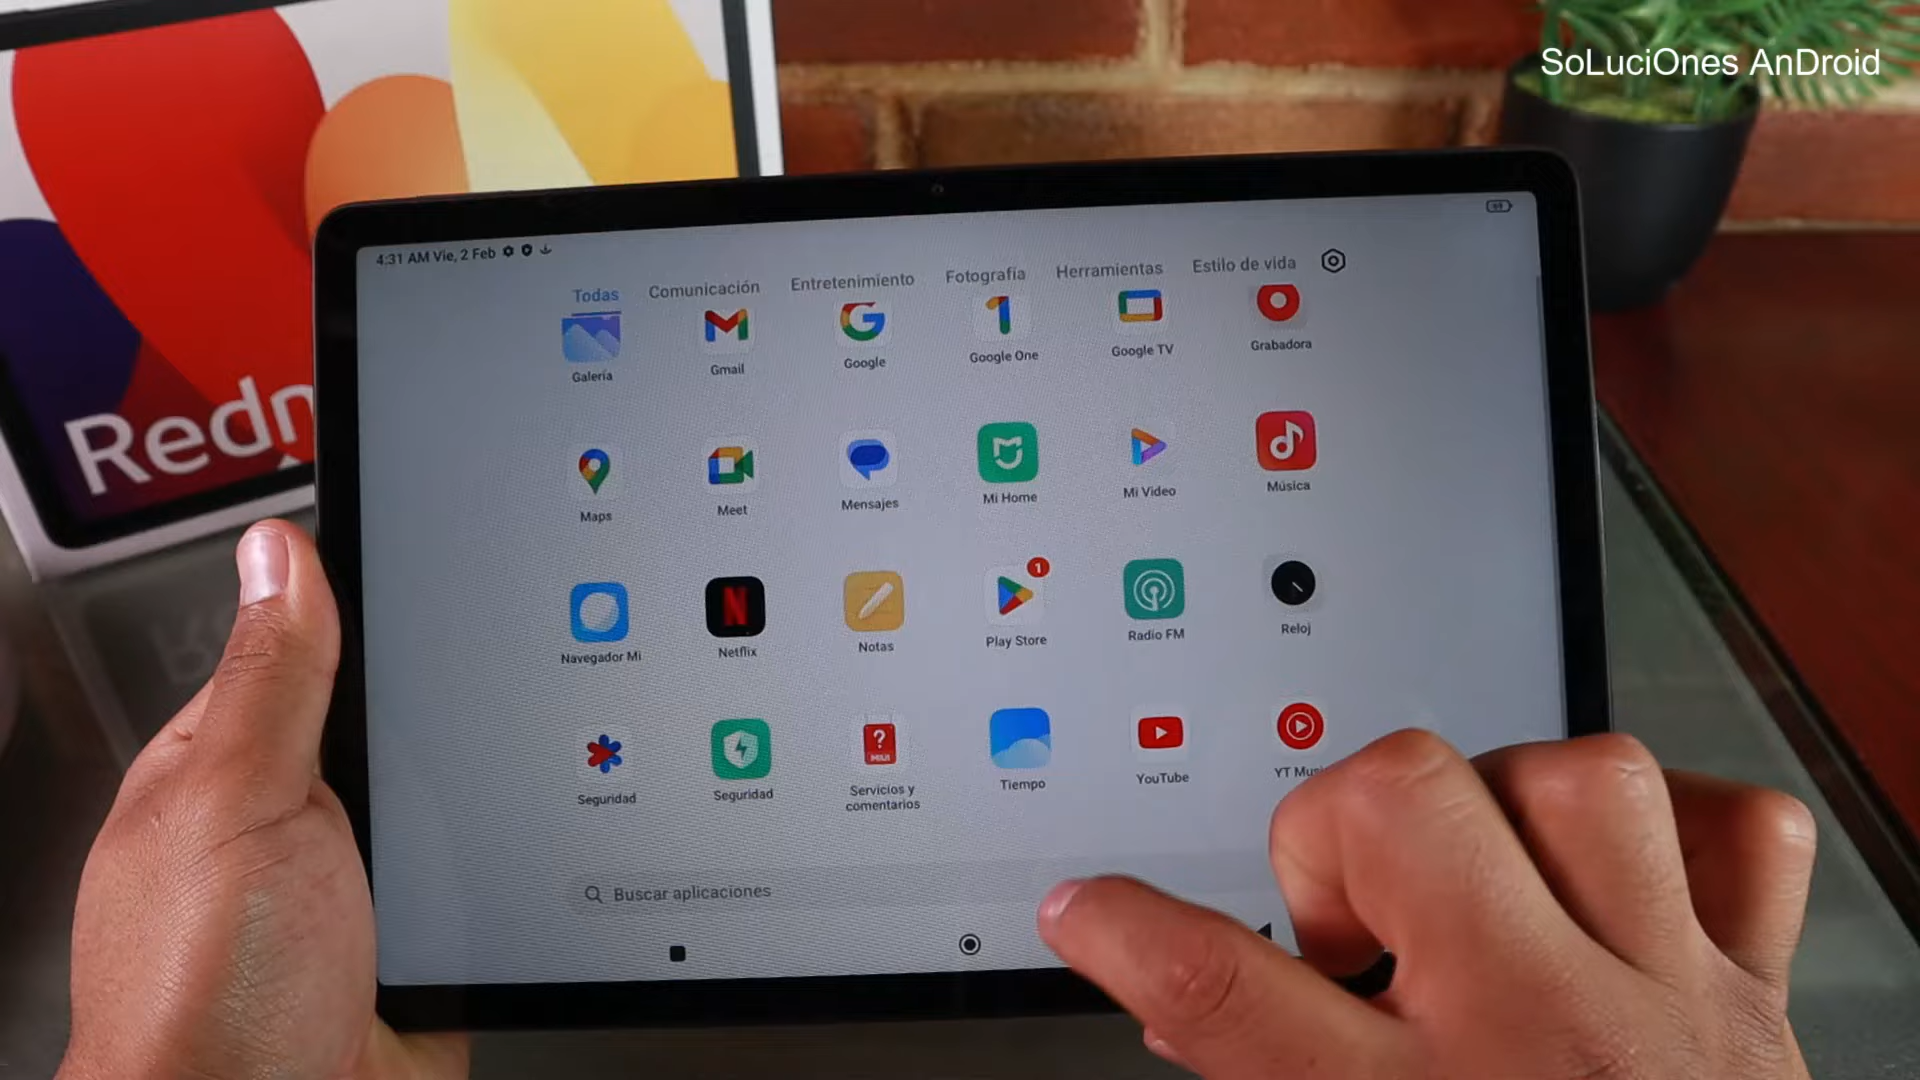 SoLuciOnes AnDroid
4:31 AM Vie, 2 Feb
Todas Comunicación Entretenimiento Fotografía Herramientas Estilo de vida
Galería Gmail Google Google One Google TV Grabadora
Maps Meet Mensajes Mi Home Mi Video Música
1
Navegador Mi Netflix Notas Play Store Radio FM Reloj
?
MIUI
Seguridad Seguridad Servicios y comentarios Tiempo YouTube YT
Buscar aplicaciones